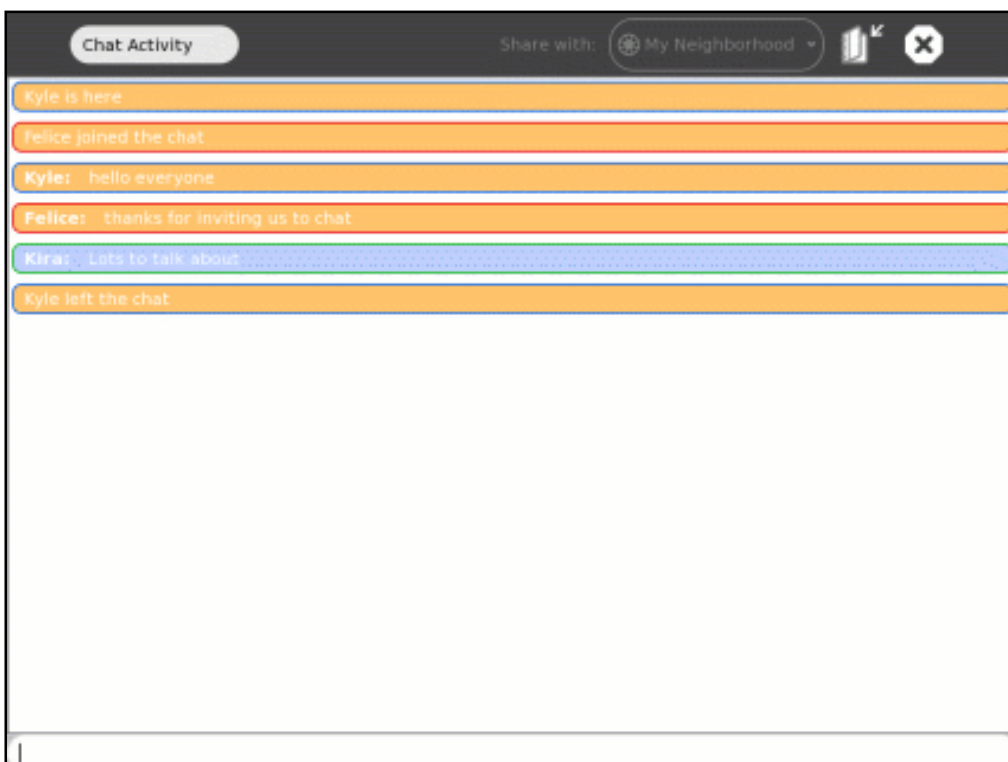 Chat Activity Share with: My Neighborhood
Kyle is here
Felice joined the chat
Kyle: hello everyone
Felice: thanks for inviting us to chat
Kira: Lots to talk about
Kyle left the chat